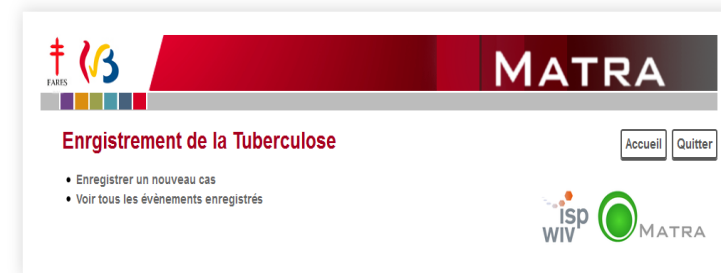 FARES
MATRA
Enrgistrement de la Tuberculose
Accueil Quitter
Enregistrer un nouveau cas
Voir tous les évènements enregistrés
isp
WIV
MATRA